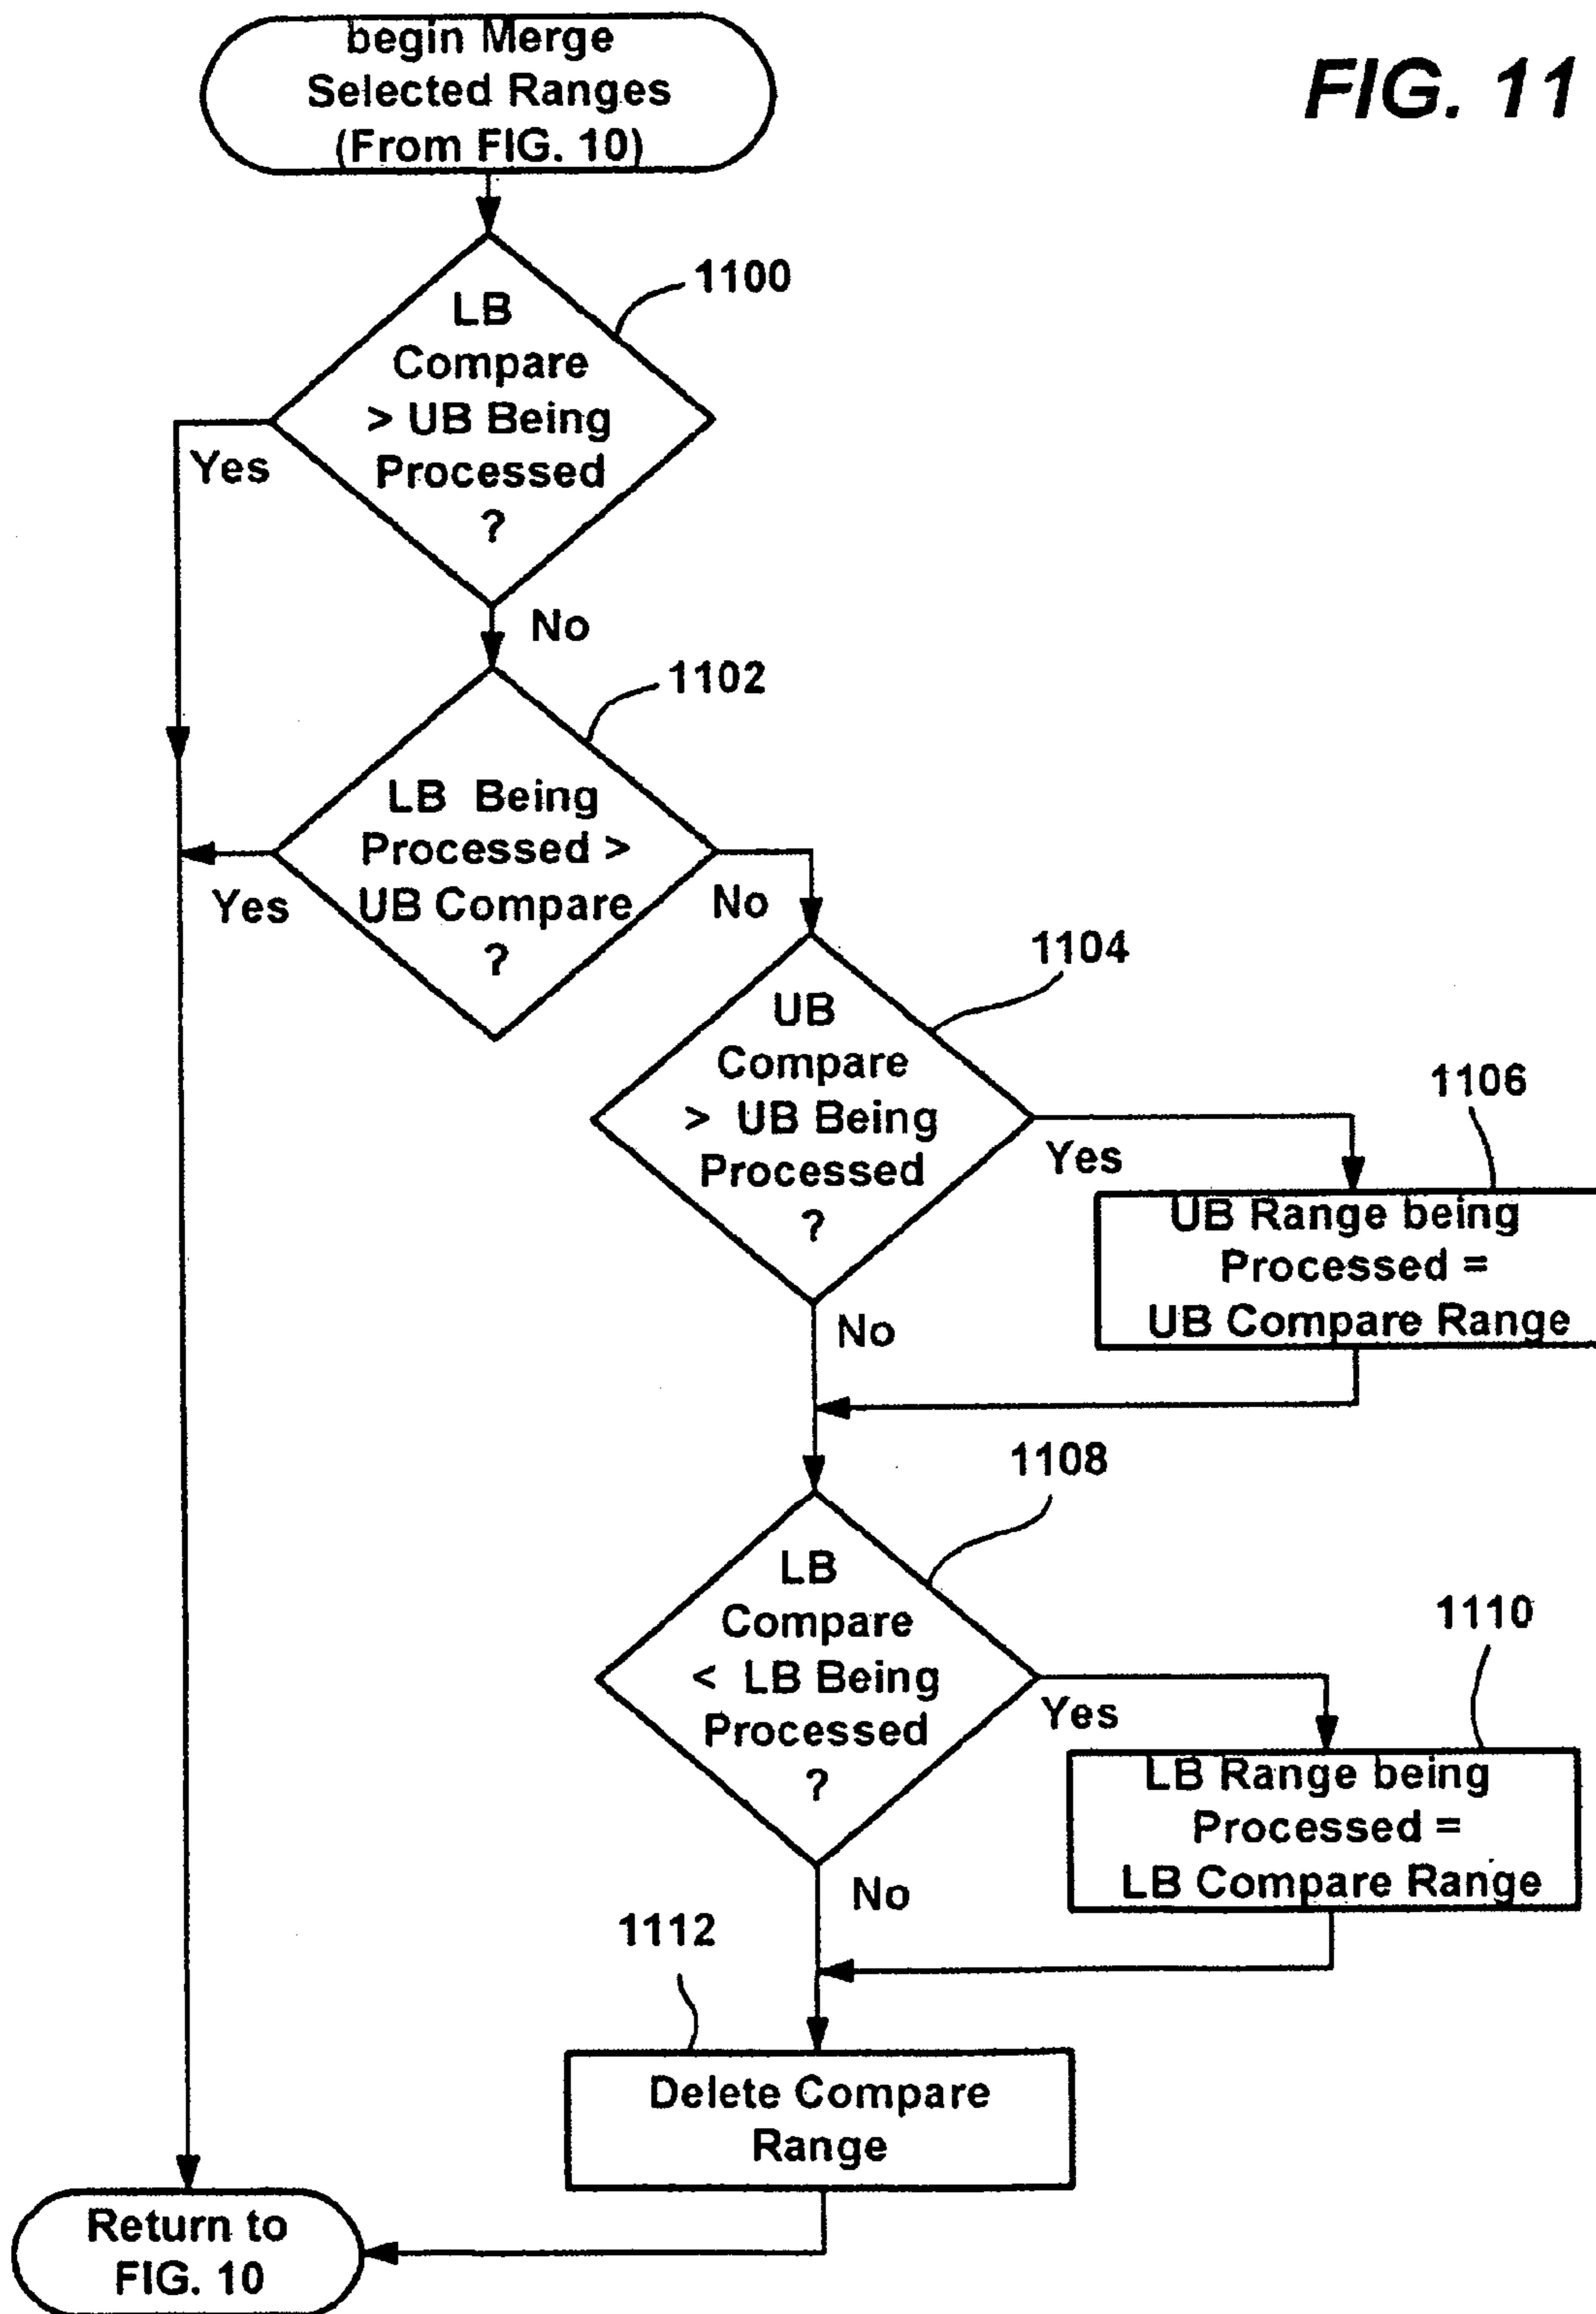 begin Merge
Selected Ranges
(From FIG. 10)
FIG. 11
1100
LB
Compare
> UB Being
Processed
?
Yes
No
1102
LB Being
Processed >
UB Compare
?
Yes
No
1104
UB
Compare
> UB Being
Processed
?
Yes
1106
UB Range being
Processed =
UB Compare Range
No
1108
LB
Compare
< LB Being
Processed
?
Yes
1110
LB Range being
Processed =
LB Compare Range
No
1112
Delete Compare
Range
Return to
FIG. 10